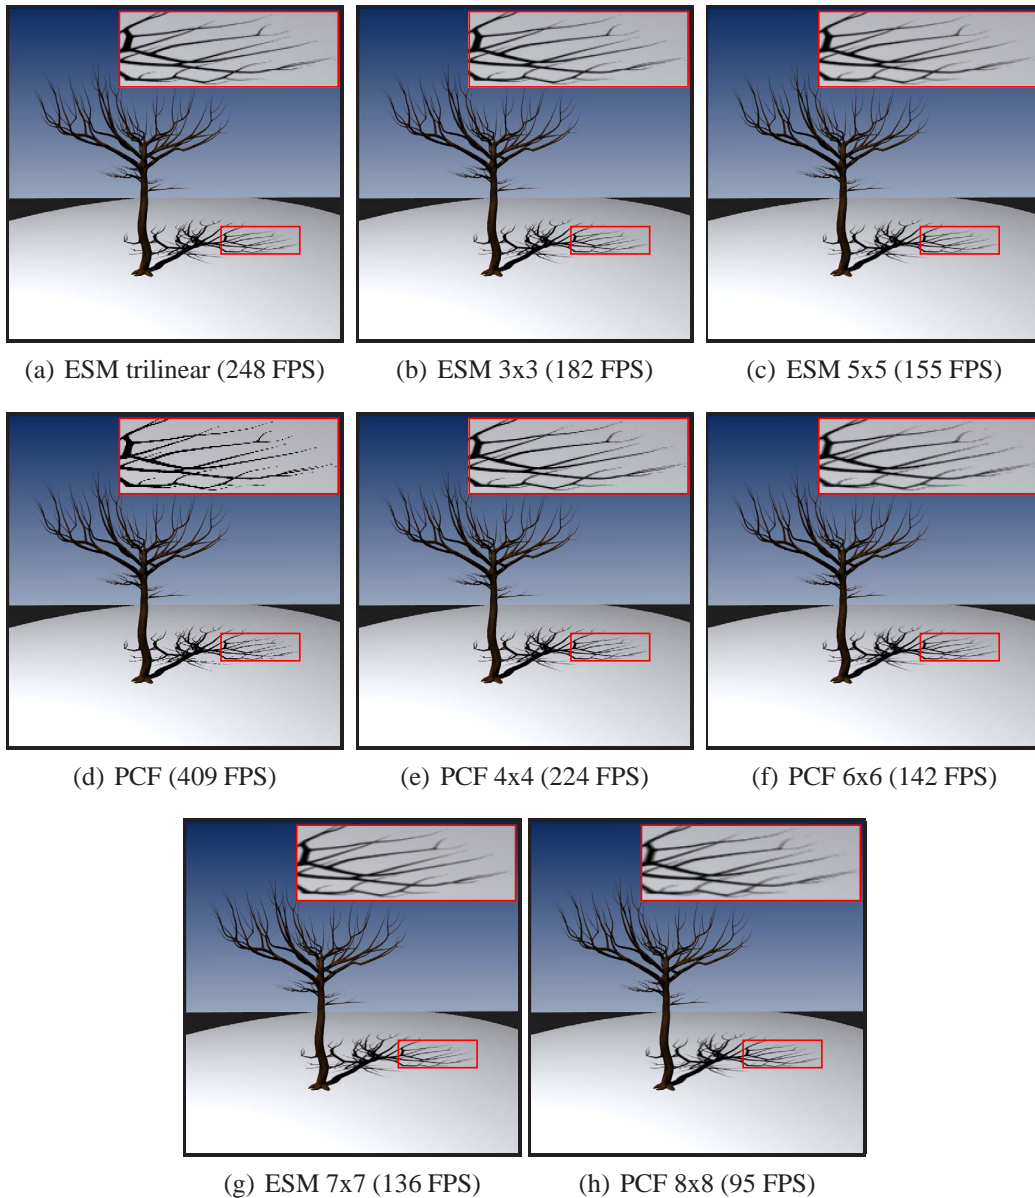 (a) ESM trilinear (248 FPS)
(b) ESM 3x3 (182 FPS)
(c) ESM 5x5 (155 FPS)
(d) PCF (409 FPS)
(e) PCF 4x4 (224 FPS)
(f) PCF 6x6 (142 FPS)
(g) ESM 7x7 (136 FPS)
(h) PCF 8x8 (95 FPS)